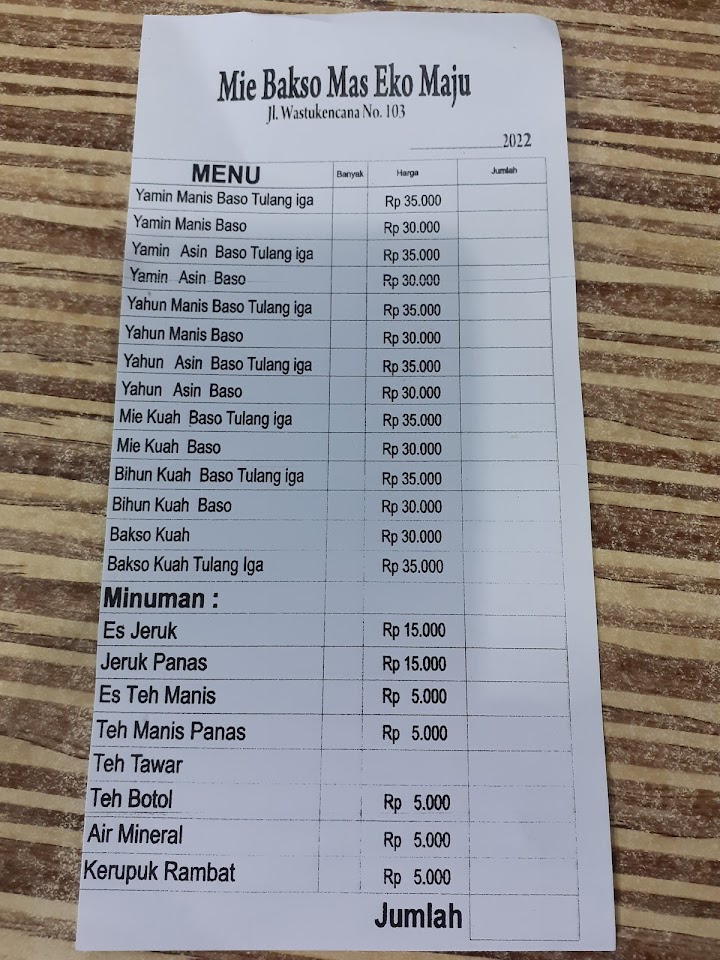 Mie Bakso Mas Eko Maju
Jl. Wastukencana No. 103
____________2022
MENU Banyak Harga Jumlah
Yamin Manis Baso Tulang iga Rp 35.000
Yamin Manis Baso Rp 30.000
Yamin Asin Baso Tulang iga Rp 35.000
Yamin Asin Baso Rp 30.000
Yahun Manis Baso Tulang iga Rp 35.000
Yahun Manis Baso Rp 30.000
Yahun Asin Baso Tulang iga Rp 35.000
Yahun Asin Baso Rp 30.000
Mie Kuah Baso Tulang iga Rp 35.000
Mie Kuah Baso Rp 30.000
Bihun Kuah Baso Tulang iga Rp 35.000
Bihun Kuah Baso Rp 30.000
Bakso Kuah Rp 30.000
Bakso Kuah Tulang Iga Rp 35.000
Minuman :
Es Jeruk Rp 15.000
Jeruk Panas Rp 15.000
Es Teh Manis Rp 5.000
Teh Manis Panas Rp 5.000
Teh Tawar
Teh Botol Rp 5.000
Air Mineral Rp 5.000
Kerupuk Rambat Rp 5.000
Jumlah